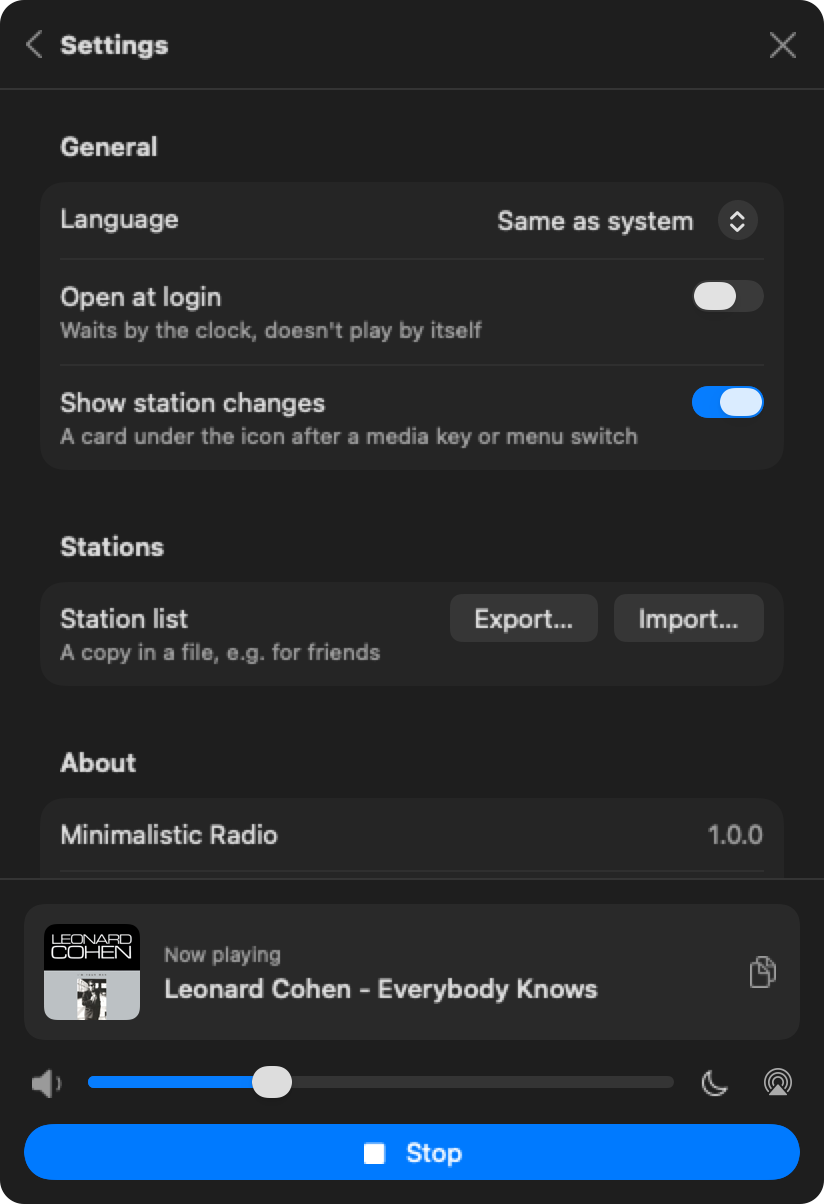 Settings
General
Language
Same as system
Open at login
Waits by the clock, doesn't play by itself
Show station changes
A card under the icon after a media key or menu switch
Stations
Station list
Export...
Import...
A copy in a file, e.g. for friends
About
Minimalistic Radio
1.0.0
LEONARD
COHEN
Now playing
Leonard Cohen - Everybody Knows
Stop